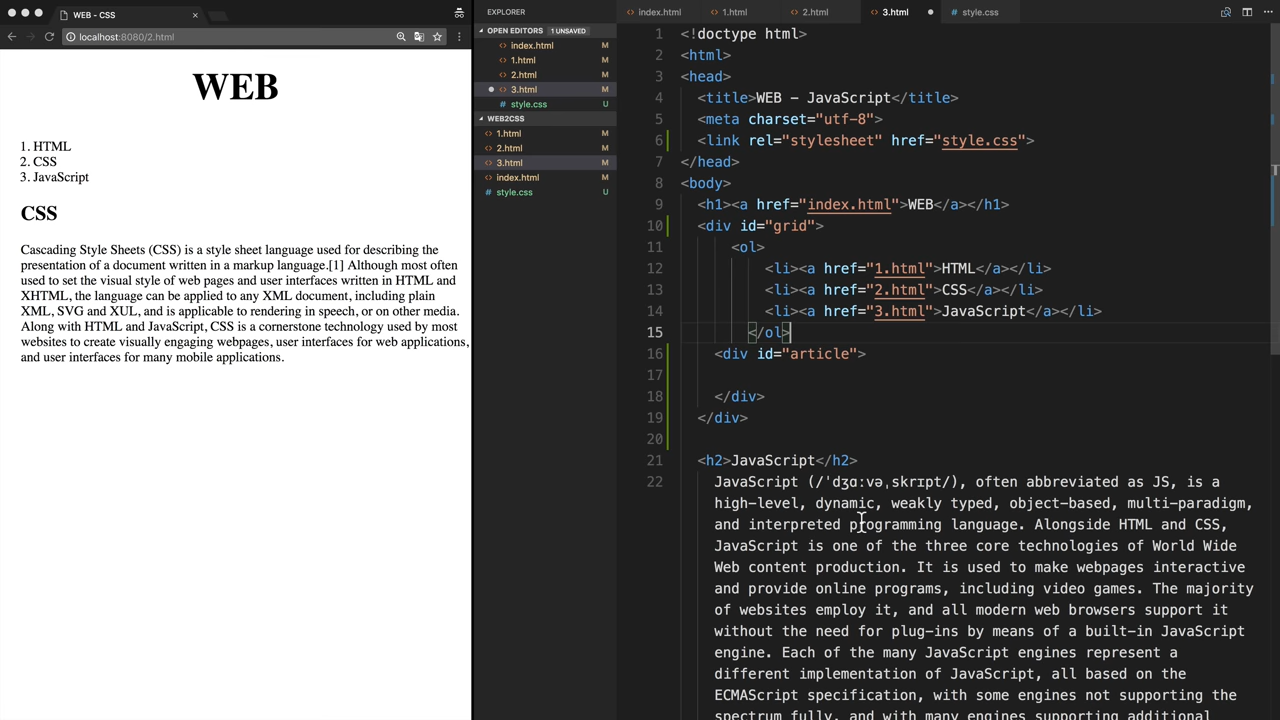 WEB - CSS
localhost:8080/2.html
WEB
1. HTML
2. CSS
3. JavaScript
CSS
Cascading Style Sheets (CSS) is a style sheet language used for describing the
presentation of a document written in a markup language.[1] Although most often
used to set the visual style of web pages and user interfaces written in HTML and
XHTML, the language can be applied to any XML document, including plain
XML, SVG and XUL, and is applicable to rendering in speech, or on other media.
Along with HTML and JavaScript, CSS is a cornerstone technology used by most
websites to create visually engaging webpages, user interfaces for web applications,
and user interfaces for many mobile applications.
EXPLORER
OPEN EDITORS 1 UNSAVED
index.html M
1.html M
2.html M
3.html M
style.css U
WEB2CSS
1.html M
2.html M
3.html M
index.html M
style.css U
index.html 1.html 2.html 3.html style.css
1 <!doctype html>
2 <html>
3 <head>
4 <title>WEB - JavaScript</title>
5 <meta charset="utf-8">
6 <link rel="stylesheet" href="style.css">
7 </head>
8 <body>
9 <h1><a href="index.html">WEB</a></h1>
10 <div id="grid">
11 <ol>
12 <li><a href="1.html">HTML</a></li>
13 <li><a href="2.html">CSS</a></li>
14 <li><a href="3.html">JavaScript</a></li>
15 </ol>
16 <div id="article">
17
18 </div>
19 </div>
20
21 <h2>JavaScript</h2>
22 JavaScript (/ˈdʒɑːvəˌskrɪpt/), often abbreviated as JS, is a
high-level, dynamic, weakly typed, object-based, multi-paradigm,
and interpreted programming language. Alongside HTML and CSS,
JavaScript is one of the three core technologies of World Wide
Web content production. It is used to make webpages interactive
and provide online programs, including video games. The majority
of websites employ it, and all modern web browsers support it
without the need for plug-ins by means of a built-in JavaScript
engine. Each of the many JavaScript engines represent a
different implementation of JavaScript, all based on the
ECMAScript specification, with some engines not supporting the
spectrum fully, and with many engines supporting additional